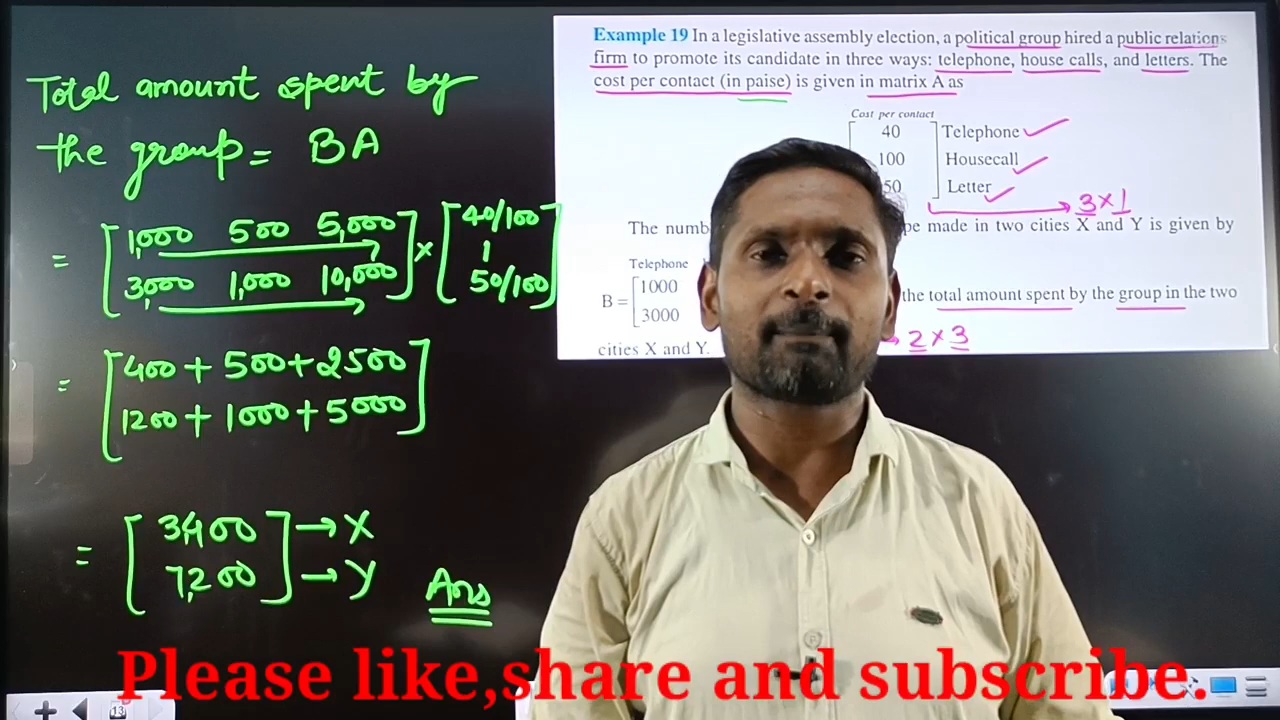 Total amount spent by
the group = BA
= [1,000 500 5,000] × [40/100]
[3,000 1,000 10,000] [1]
[50/100]
= [400 + 500 + 2500]
[1200 + 1000 + 5000]
= [3,400] → X
[7,200] → Y
Ans
Example 19 In a legislative assembly election, a political group hired a public relations
firm to promote its candidate in three ways: telephone, house calls, and letters. The
cost per contact (in paise) is given in matrix A as
Cost per contact
40 Telephone
100 Housecall
50 Letter
3×1
The made in two cities X and Y is given by
Telephone
B = [1000
3000
the total amount spent by the group in the two
2×3
cities X and Y.
Please like,share and subscribe.
13